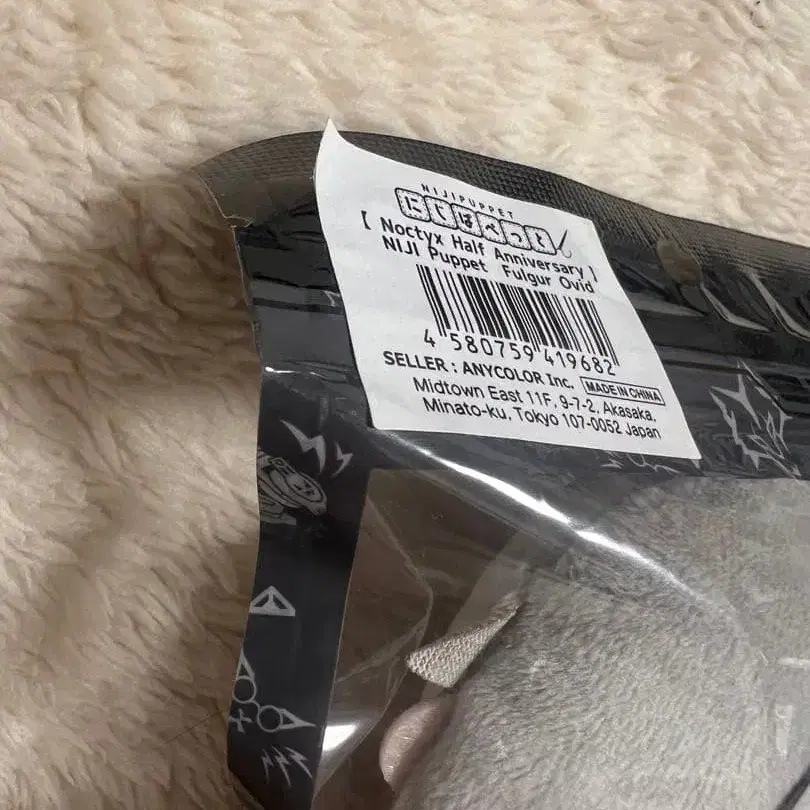 NIJIPUPPET
にじぱぺっと
【 Noctyx Half Anniversary 】
NIJI Puppet Fulgur Ovid
4 580759 419682
SELLER : ANYCOLOR Inc. MADE IN CHINA
Midtown East 11F, 9-7-2, Akasaka,
Minato-ku, Tokyo 107-0052 Japan